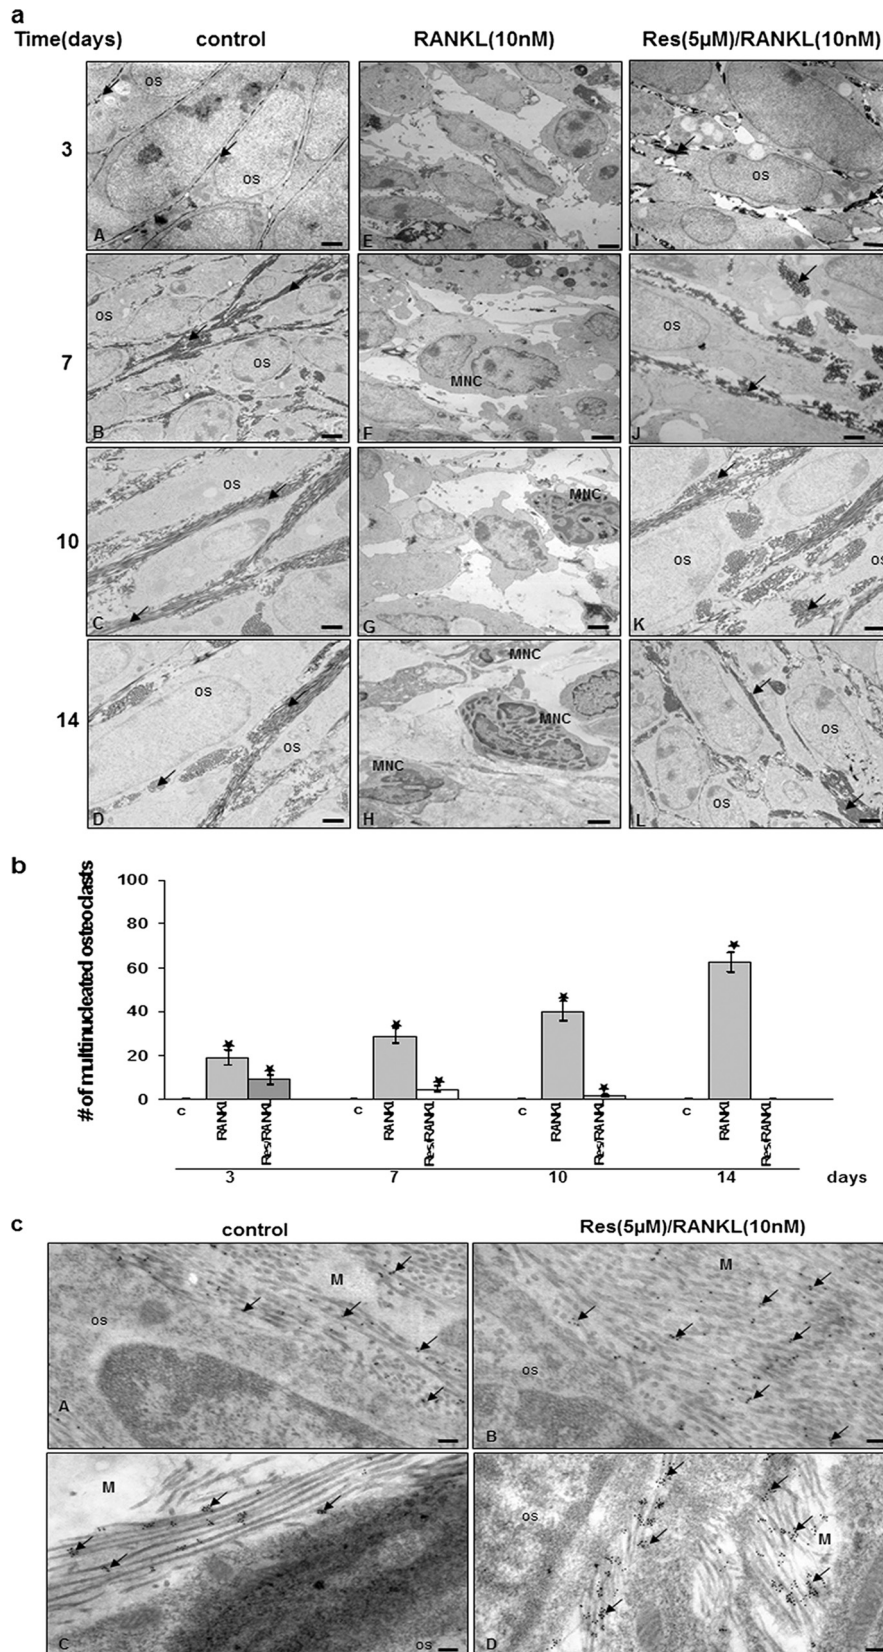 a
Time(days) control RANKL(10nM) Res(5µM)/RANKL(10nM)
3
os
os
A
E
os
I
7
os
os
B
MNC
F
os
J
10
os
C
MNC
G
os
os
K
14
os
os
D
MNC
MNC
MNC
H
os
os
L
b
# of multinucleated osteoclasts
100
80
60
40
20
0
c RANKL Res/RANKL c RANKL Res/RANKL c RANKL Res/RANKL c RANKL Res/RANKL
3 7 10 14 days
c
control Res(5µM)/RANKL(10nM)
M
os
A
M
os
B
M
os
C
os
M
D